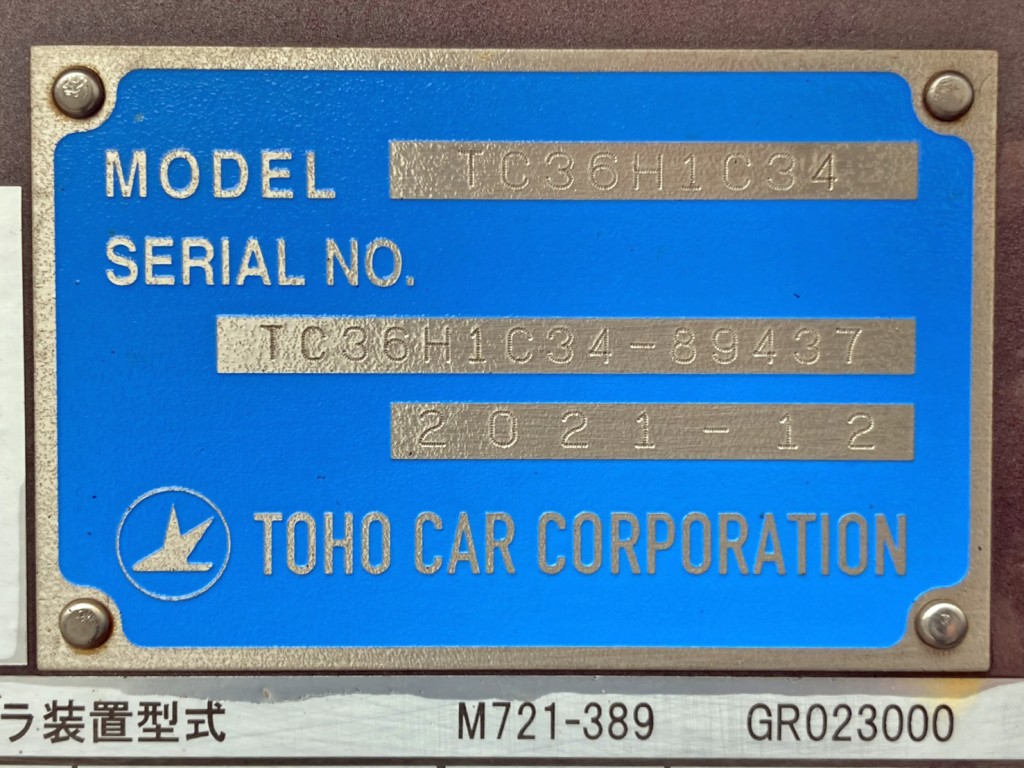 MODEL TC36H1C34
SERIAL NO.
TC36H1C34-89437
2021-12
TOHO CAR CORPORATION
ラ装置型式 M721-389 GR023000